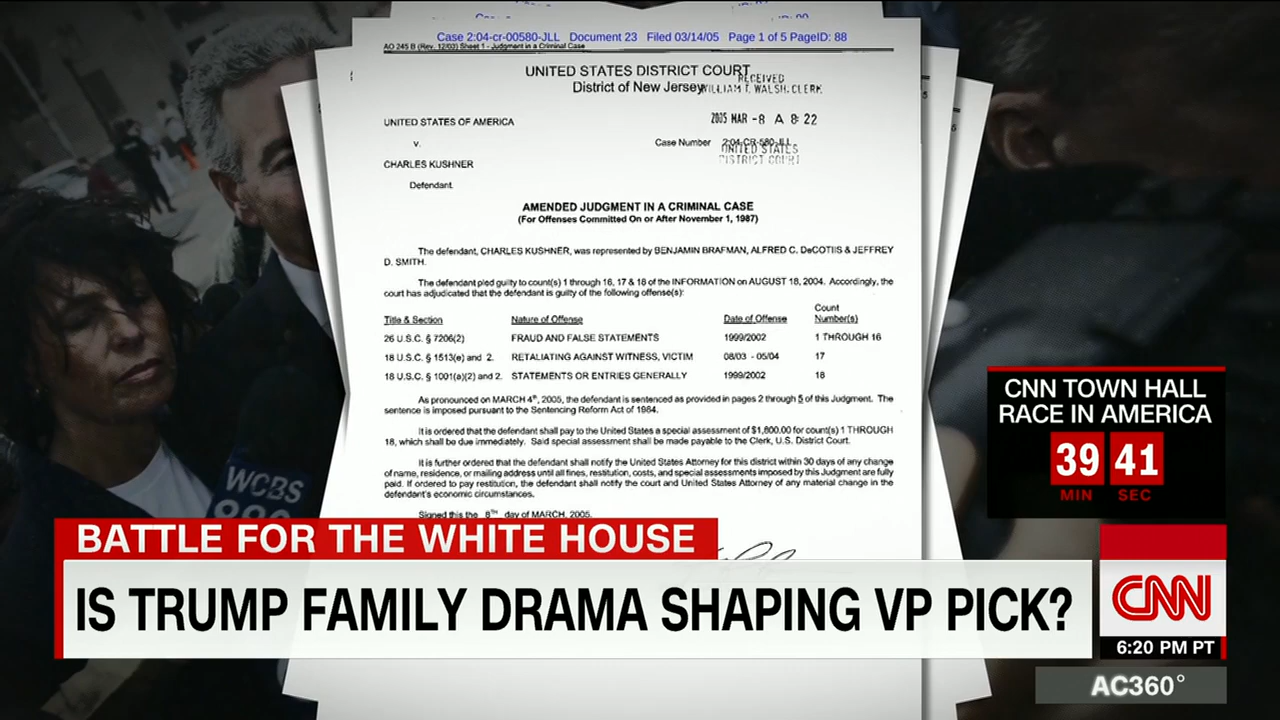 Case 2:04-cr-00580-JLL Document 23 Filed 03/14/05 Page 1 of 5 PageID: 88
AO 245 B (Rev. 12/03) Sheet 1 - Judgment in a Criminal Case
UNITED STATES DISTRICT COURT
District of New Jersey
RECEIVED
WILLIAM T. WALSH, CLERK
2005 MAR -8 A 8: 22
UNITED STATES OF AMERICA
v.
Case Number 2:04-CR-580-JLL
UNITED STATES
DISTRICT COURT
CHARLES KUSHNER
Defendant.
AMENDED JUDGMENT IN A CRIMINAL CASE
(For Offenses Committed On or After November 1, 1987)
The defendant, CHARLES KUSHNER, was represented by BENJAMIN BRAFMAN, ALFRED C. DeCOTIIS & JEFFREY
D. SMITH.
The defendant pled guilty to count(s) 1 through 16, 17 & 18 of the INFORMATION on AUGUST 18, 2004. Accordingly, the
court has adjudicated that the defendant is guilty of the following offense(s):
Count
Title & Section Nature of Offense Date of Offense Number(s)
26 U.S.C. § 7206(2) FRAUD AND FALSE STATEMENTS 1999/2002 1 THROUGH 16
18 U.S.C. § 1513(e) and 2. RETALIATING AGAINST WITNESS, VICTIM 08/03 - 05/04 17
18 U.S.C. § 1001(a)(2) and 2. STATEMENTS OR ENTRIES GENERALLY 1999/2002 18
As pronounced on MARCH 4th, 2005, the defendant is sentenced as provided in pages 2 through 5 of this Judgment. The
sentence is imposed pursuant to the Sentencing Reform Act of 1984.
It is ordered that the defendant shall pay to the United States a special assessment of $1,800.00 for count(s) 1 THROUGH
18, which shall be due immediately. Said special assessment shall be made payable to the Clerk, U.S. District Court.
It is further ordered that the defendant shall notify the United States Attorney for this district within 30 days of any change
of name, residence, or mailing address until all fines, restitution, costs, and special assessments imposed by this Judgment are fully
paid. If ordered to pay restitution, the defendant shall notify the court and United States Attorney of any material change in the
defendant's economic circumstances.
Signed this the 8TH day of MARCH, 2005.
WCBS
880
CNN TOWN HALL
RACE IN AMERICA
39 41
MIN SEC
BATTLE FOR THE WHITE HOUSE
IS TRUMP FAMILY DRAMA SHAPING VP PICK?
CNN
6:20 PM PT
AC360°